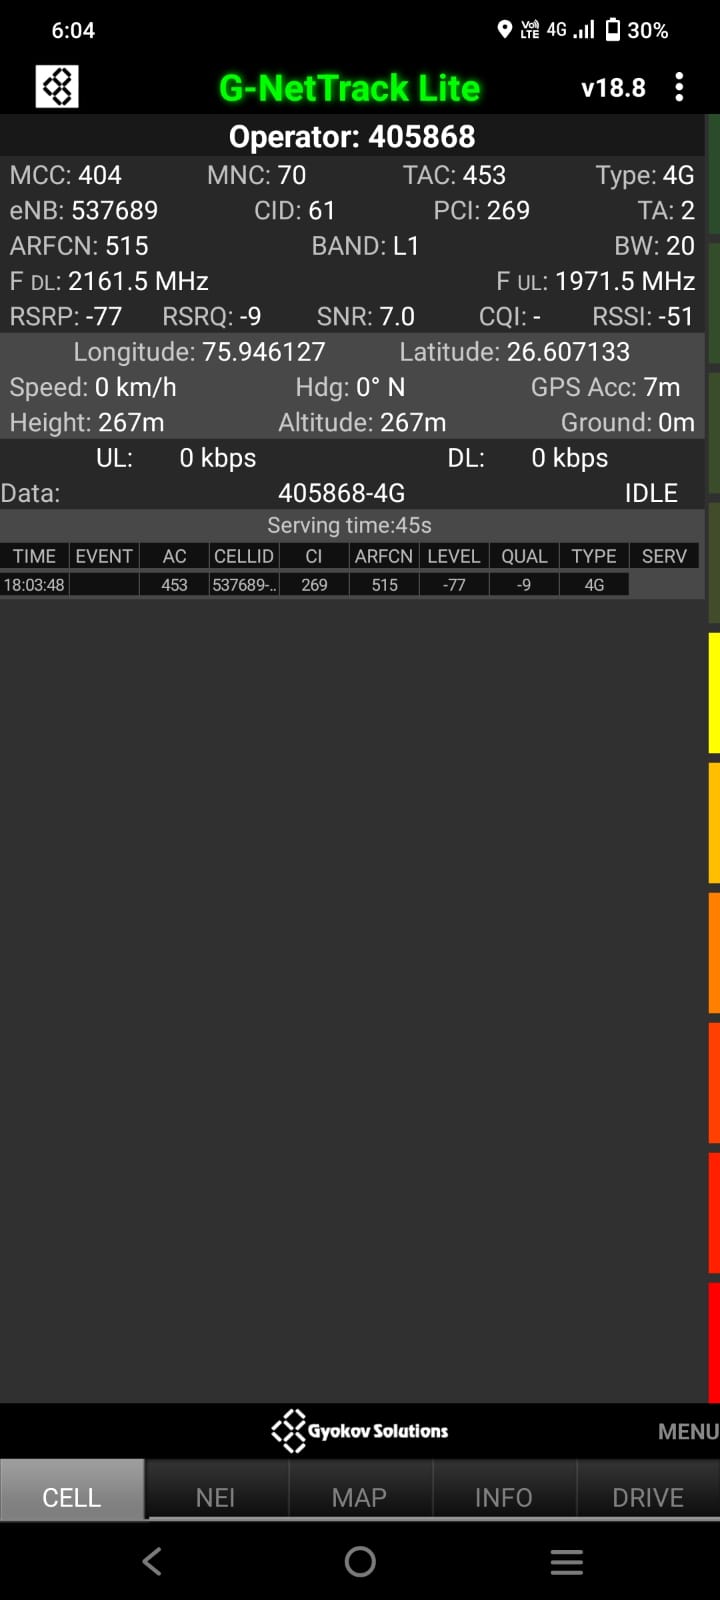 6:04 Vo) LTE 4G 30%
G-NetTrack Lite v18.8
Operator: 405868
MCC: 404 MNC: 70 TAC: 453 Type: 4G
eNB: 537689 CID: 61 PCI: 269 TA: 2
ARFCN: 515 BAND: L1 BW: 20
F DL: 2161.5 MHz F UL: 1971.5 MHz
RSRP: -77 RSRQ: -9 SNR: 7.0 CQI: - RSSI: -51
Longitude: 75.946127 Latitude: 26.607133
Speed: 0 km/h Hdg: 0° N GPS Acc: 7m
Height: 267m Altitude: 267m Ground: 0m
UL: 0 kbps DL: 0 kbps
Data: 405868-4G IDLE
Serving time:45s
TIME EVENT AC CELLID CI ARFCN LEVEL QUAL TYPE SERV
18:03:48 453 537689-.. 269 515 -77 -9 4G
Gyokov Solutions MENU
CELL NEI MAP INFO DRIVE